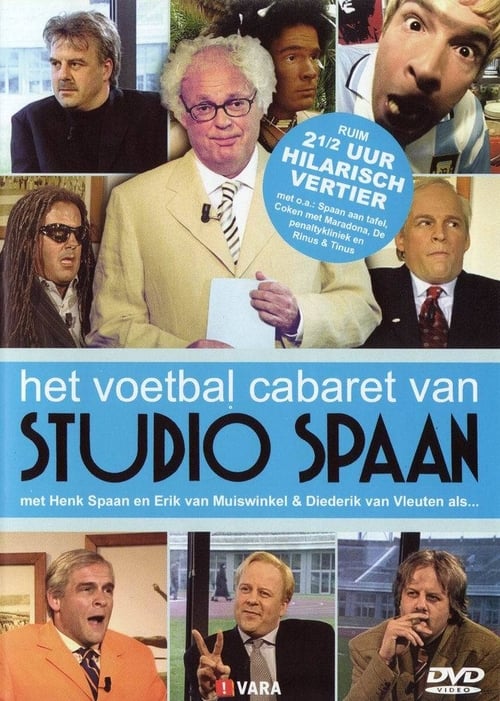 RUIM
2 1/2 UUR
HILARISCH
VERTIER
met o.a.: Spaan aan tafel,
Coken met Maradona, De
penaltykliniek en
Rinus & Tinus
het voetbal cabaret van
STUDIO SPAAN
met Henk Spaan en Erik van Muiswinkel & Diederik van Vleuten als...
! VARA
DVD
VIDEO